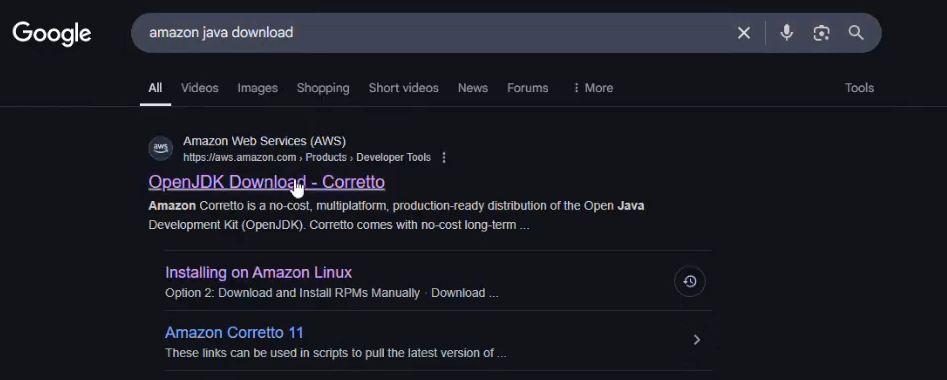 Google
amazon java download
All Videos Images Shopping Short videos News Forums More Tools
aws
Amazon Web Services (AWS)
https://aws.amazon.com › Products › Developer Tools
OpenJDK Download - Corretto
Amazon Corretto is a no-cost, multiplatform, production-ready distribution of the Open Java
Development Kit (OpenJDK). Corretto comes with no-cost long-term ...
Installing on Amazon Linux
Option 2: Download and Install RPMs Manually · Download ...
Amazon Corretto 11
These links can be used in scripts to pull the latest version of ...